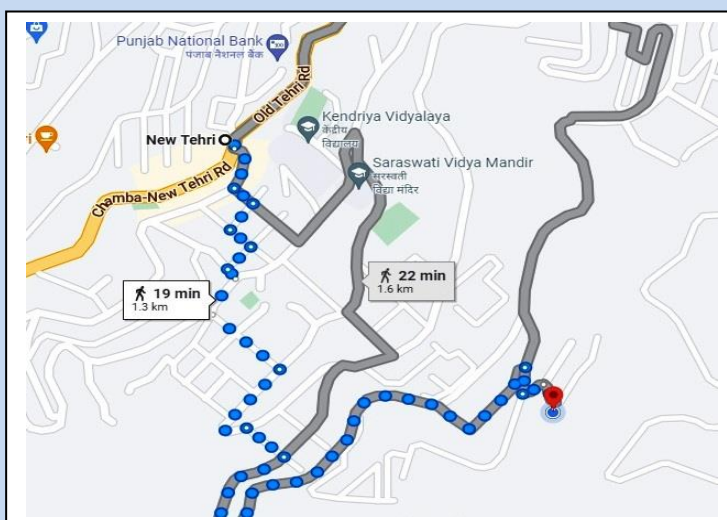 Punjab National Bank
पंजाब नैशनल बैंक
Old Tehri Rd
Kendriya Vidyalaya
केंद्रीय
विद्यालय
New Tehri
Saraswati Vidya Mandir
सरस्वती
विद्या मंदिर
Chamba-New Tehri Rd
22 min
1.6 km
19 min
1.3 km